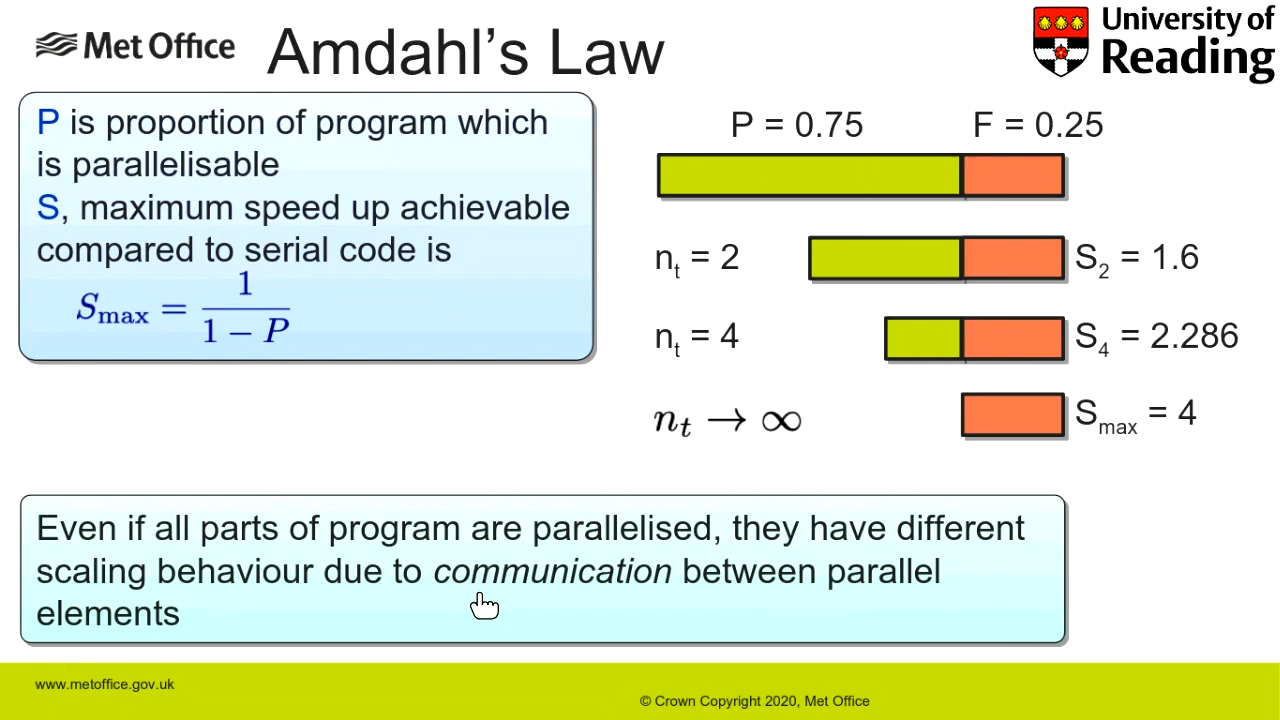 Met Office
Amdahl's Law
University of
Reading
P is proportion of program which
is parallelisable
S, maximum speed up achievable
compared to serial code is
S_max = 1 / (1 − P)
P = 0.75 F = 0.25
n_t = 2 S_2 = 1.6
n_t = 4 S_4 = 2.286
n_t → ∞ S_max = 4
Even if all parts of program are parallelised, they have different
scaling behaviour due to communication between parallel
elements
www.metoffice.gov.uk
© Crown Copyright 2020, Met Office